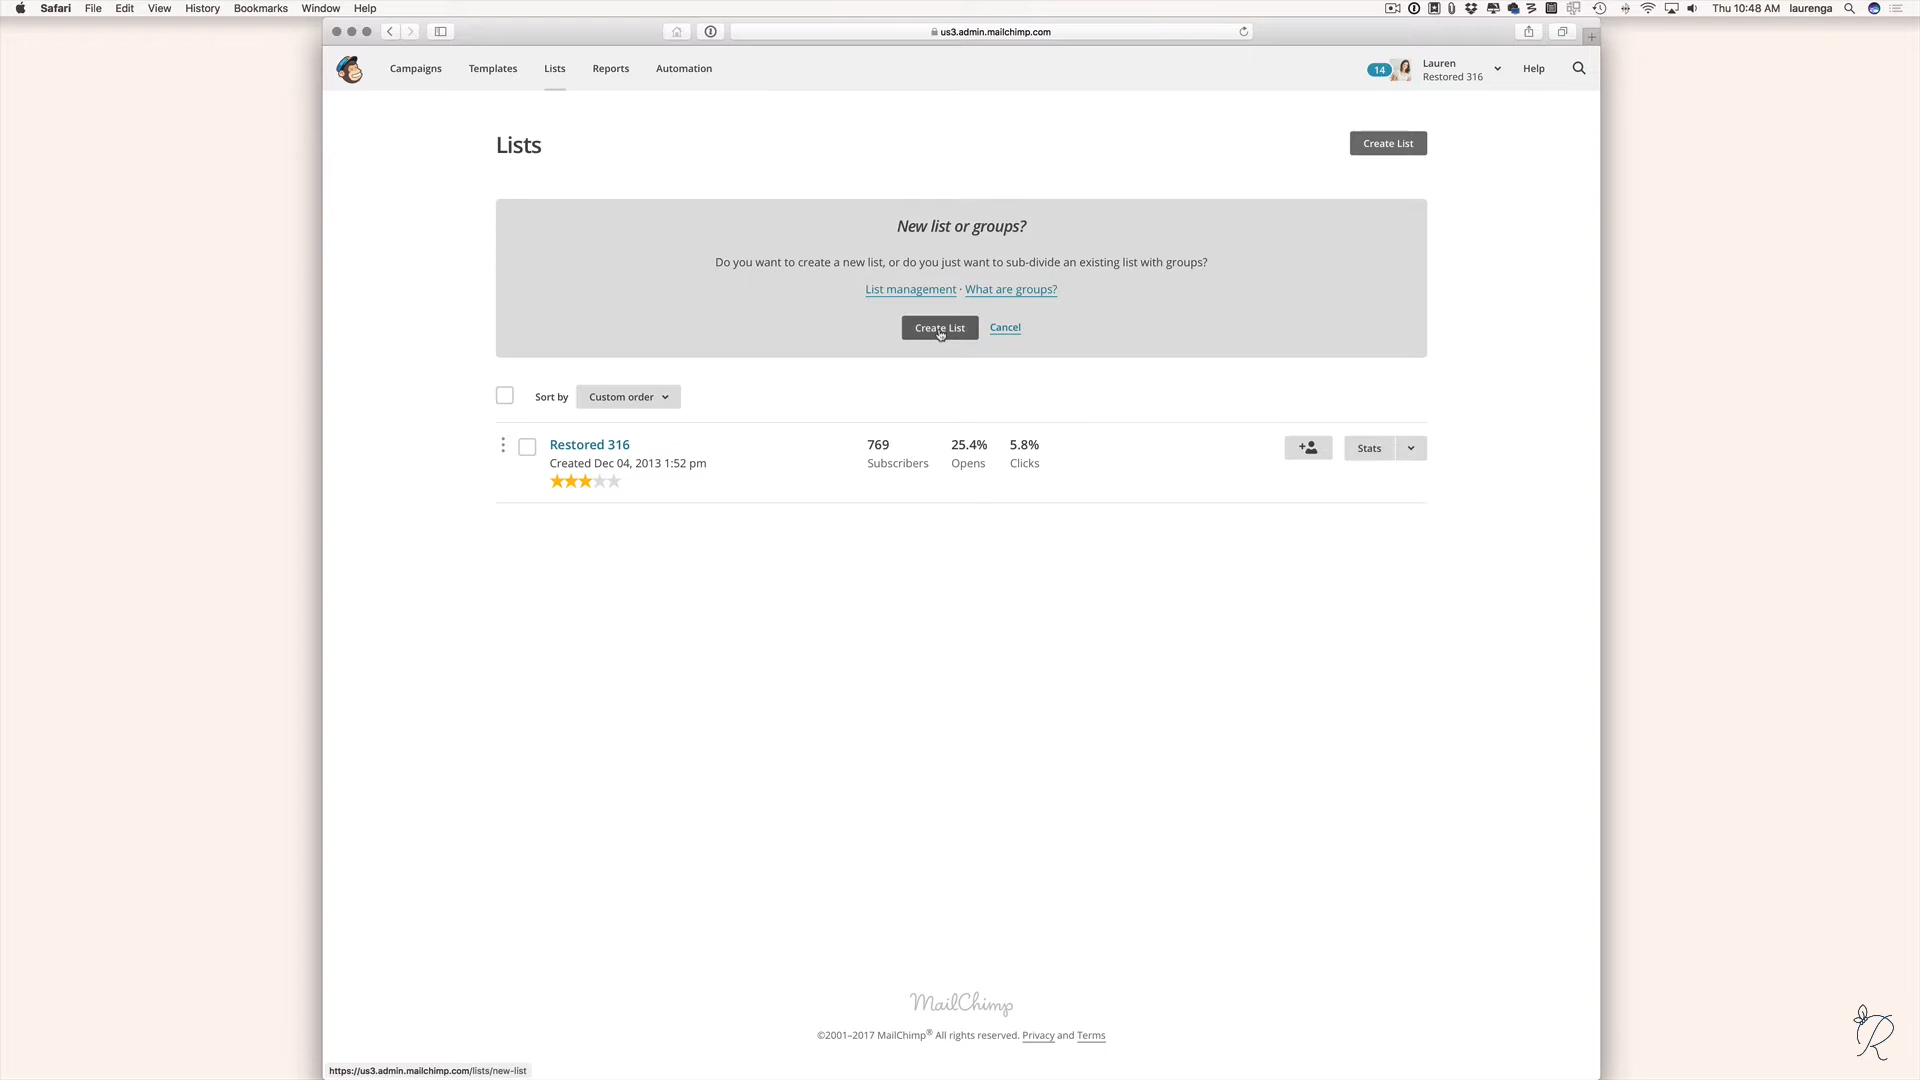 Safari File Edit View History Bookmarks Window Help Thu 10:48 AM laurenga
us3.admin.mailchimp.com
Campaigns Templates Lists Reports Automation 14 Lauren Help
Restored 316
Lists Create List
New list or groups?
Do you want to create a new list, or do you just want to sub-divide an existing list with groups?
List management · What are groups?
Create List Cancel
Sort by Custom order
Restored 316 769 25.4% 5.8% Stats
Created Dec 04, 2013 1:52 pm Subscribers Opens Clicks
MailChimp
©2001–2017 MailChimp® All rights reserved. Privacy and Terms
https://us3.admin.mailchimp.com/lists/new-list
R